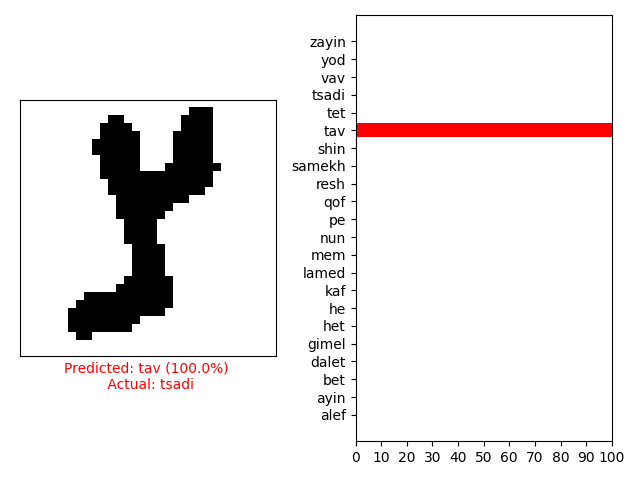 צ
Predicted: tav (100.0%)
Actual: tsadi
zayin
yod
vav
tsadi
tet
tav
shin
samekh
resh
qof
pe
nun
mem
lamed
kaf
he
het
gimel
dalet
bet
ayin
alef
0 10 20 30 40 50 60 70 80 90 100